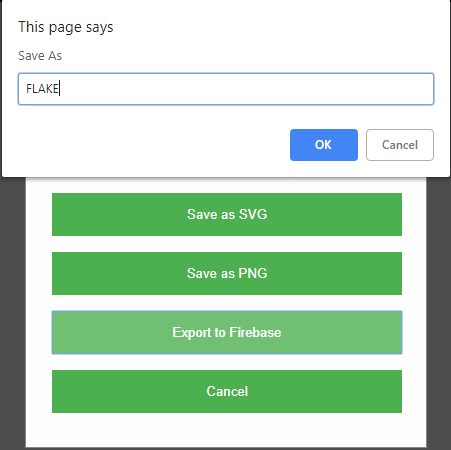 This page says
Save As
FLAKE
OK Cancel
Save as SVG
Save as PNG
Export to Firebase
Cancel